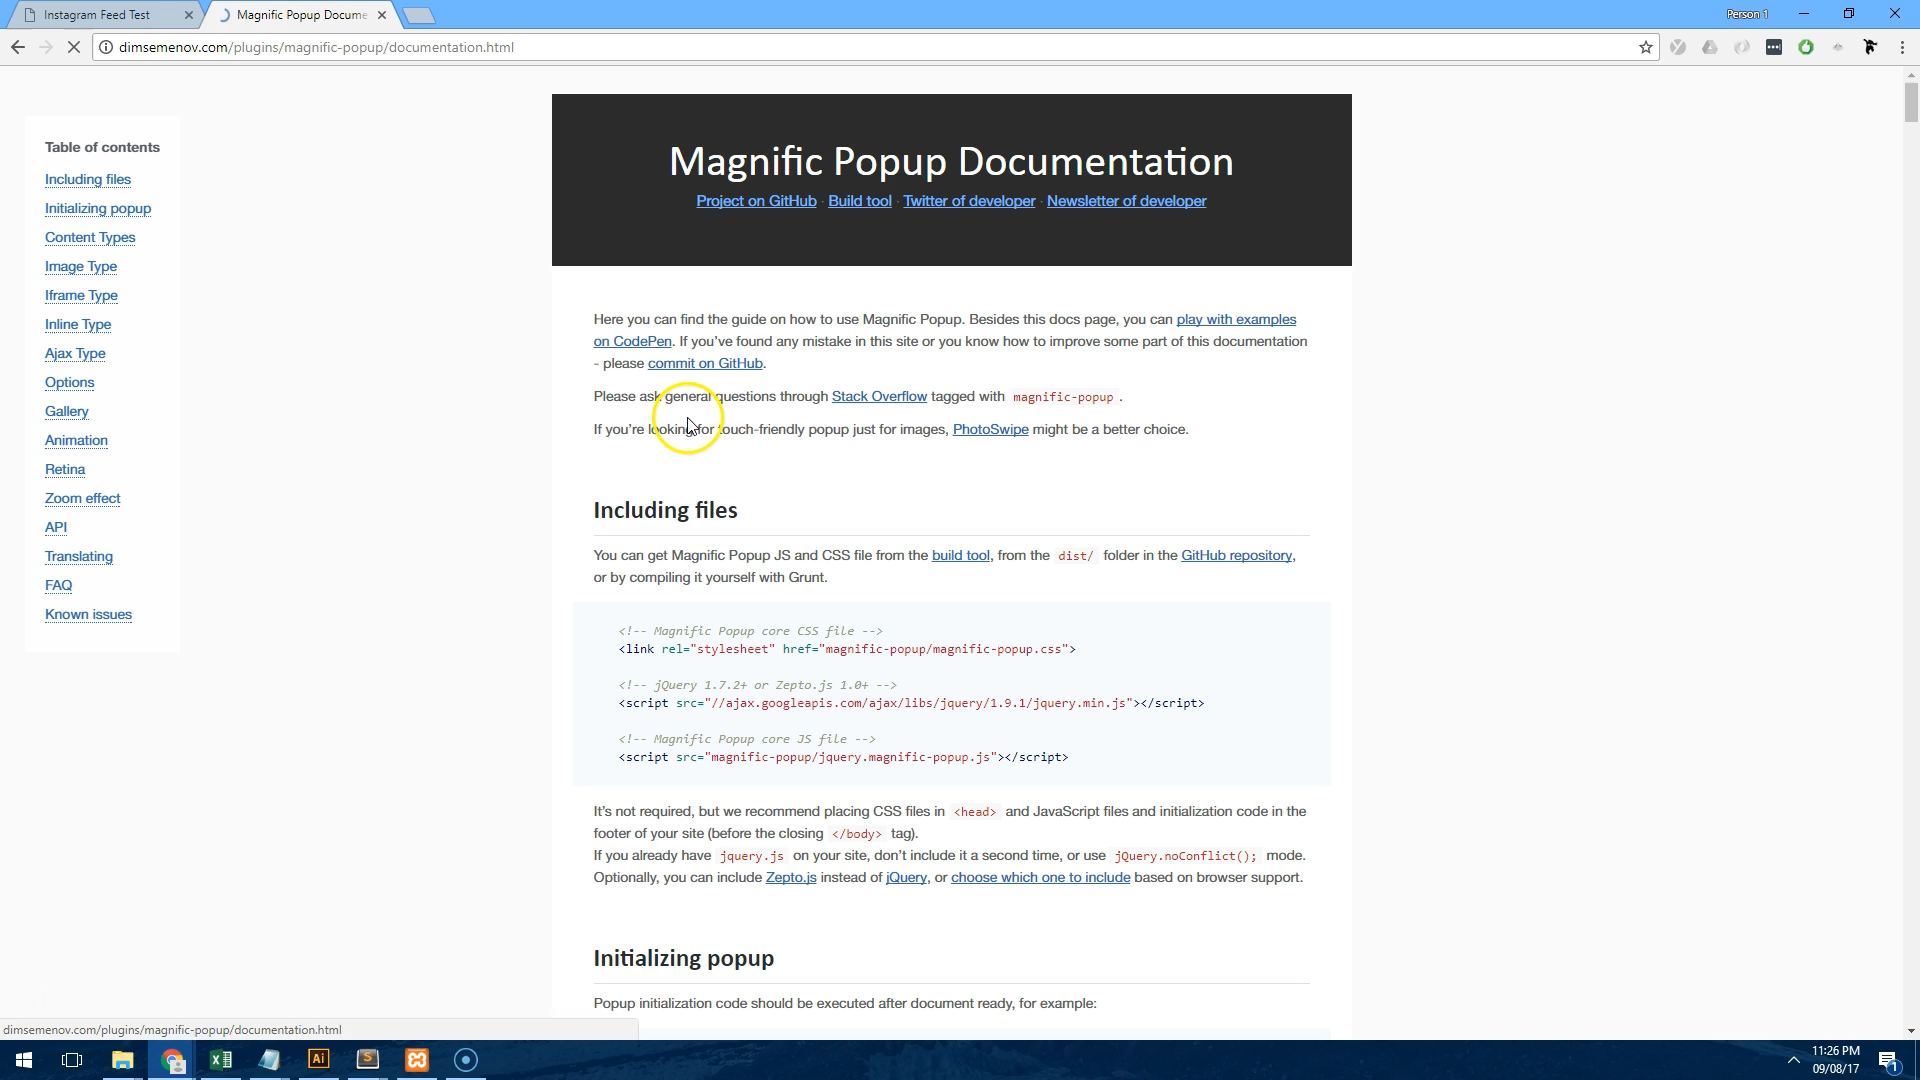 Instagram Feed Test
Magnific Popup Docume
Person 1
dimsemenov.com/plugins/magnific-popup/documentation.html
Table of contents
Including files
Initializing popup
Content Types
Image Type
Iframe Type
Inline Type
Ajax Type
Options
Gallery
Animation
Retina
Zoom effect
API
Translating
FAQ
Known issues
Magnific Popup Documentation
Project on GitHub · Build tool · Twitter of developer · Newsletter of developer
Here you can find the guide on how to use Magnific Popup. Besides this docs page, you can play with examples
on CodePen. If you've found any mistake in this site or you know how to improve some part of this documentation
- please commit on GitHub.
Please ask general questions through Stack Overflow tagged with magnific-popup .
If you're looking for touch-friendly popup just for images, PhotoSwipe might be a better choice.
Including files
You can get Magnific Popup JS and CSS file from the build tool, from the dist/ folder in the GitHub repository,
or by compiling it yourself with Grunt.
<!-- Magnific Popup core CSS file -->
<link rel="stylesheet" href="magnific-popup/magnific-popup.css">
<!-- jQuery 1.7.2+ or Zepto.js 1.0+ -->
<script src="//ajax.googleapis.com/ajax/libs/jquery/1.9.1/jquery.min.js"></script>
<!-- Magnific Popup core JS file -->
<script src="magnific-popup/jquery.magnific-popup.js"></script>
It's not required, but we recommend placing CSS files in <head> and JavaScript files and initialization code in the
footer of your site (before the closing </body> tag).
If you already have jquery.js on your site, don't include it a second time, or use jQuery.noConflict(); mode.
Optionally, you can include Zepto.js instead of jQuery, or choose which one to include based on browser support.
Initializing popup
Popup initialization code should be executed after document ready, for example:
dimsemenov.com/plugins/magnific-popup/documentation.html
Ai
S
11:26 PM
09/08/17
1